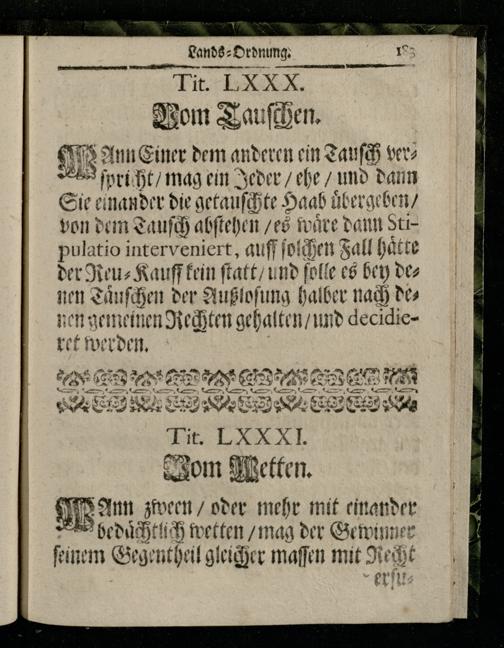 Lands-Ordnung. 183
Tit. LXXX.
Vom Tauschen.
WAnn Einer dem anderen ein Tausch ver-
spricht / mag ein Jeder / ehe / und dann
Sie einander die getauschte Haab übergeben /
von dem Tausch abstehen / es wäre dann Sti-
pulatio interveniert, auff solchen Fall hätte
der Reu-Kauff kein statt / und solle es bey de-
nen Täuschen der Außlosung halber nach de-
nen gemeinen Rechten gehalten / und decidie-
ret werden.
Tit. LXXXI.
Vom Wetten.
WAnn zween / oder mehr mit einander
bedächtlich wetten / mag der Gewinner
seinem Gegentheil gleicher massen mit Recht
ersu-